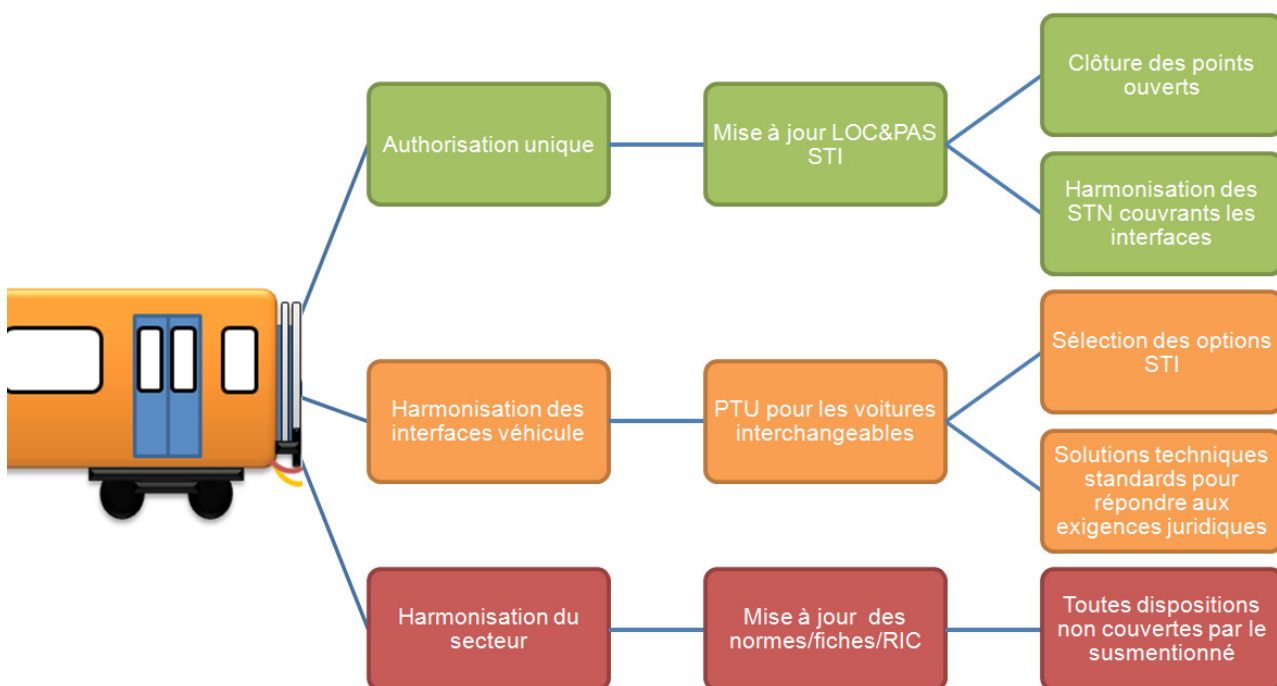 Authorisation unique
Mise à jour LOC&PAS
STI
Clôture des points
ouverts
Harmonisation des
STN couvrants les
interfaces
Harmonisation des
interfaces véhicule
PTU pour les voitures
interchangeables
Sélection des options
STI
Solutions techniques
standards pour
répondre aux
exigences juridiques
Harmonisation du
secteur
Mise à jour des
normes/fiches/RIC
Toutes dispositions
non couvertes par le
susmentionné